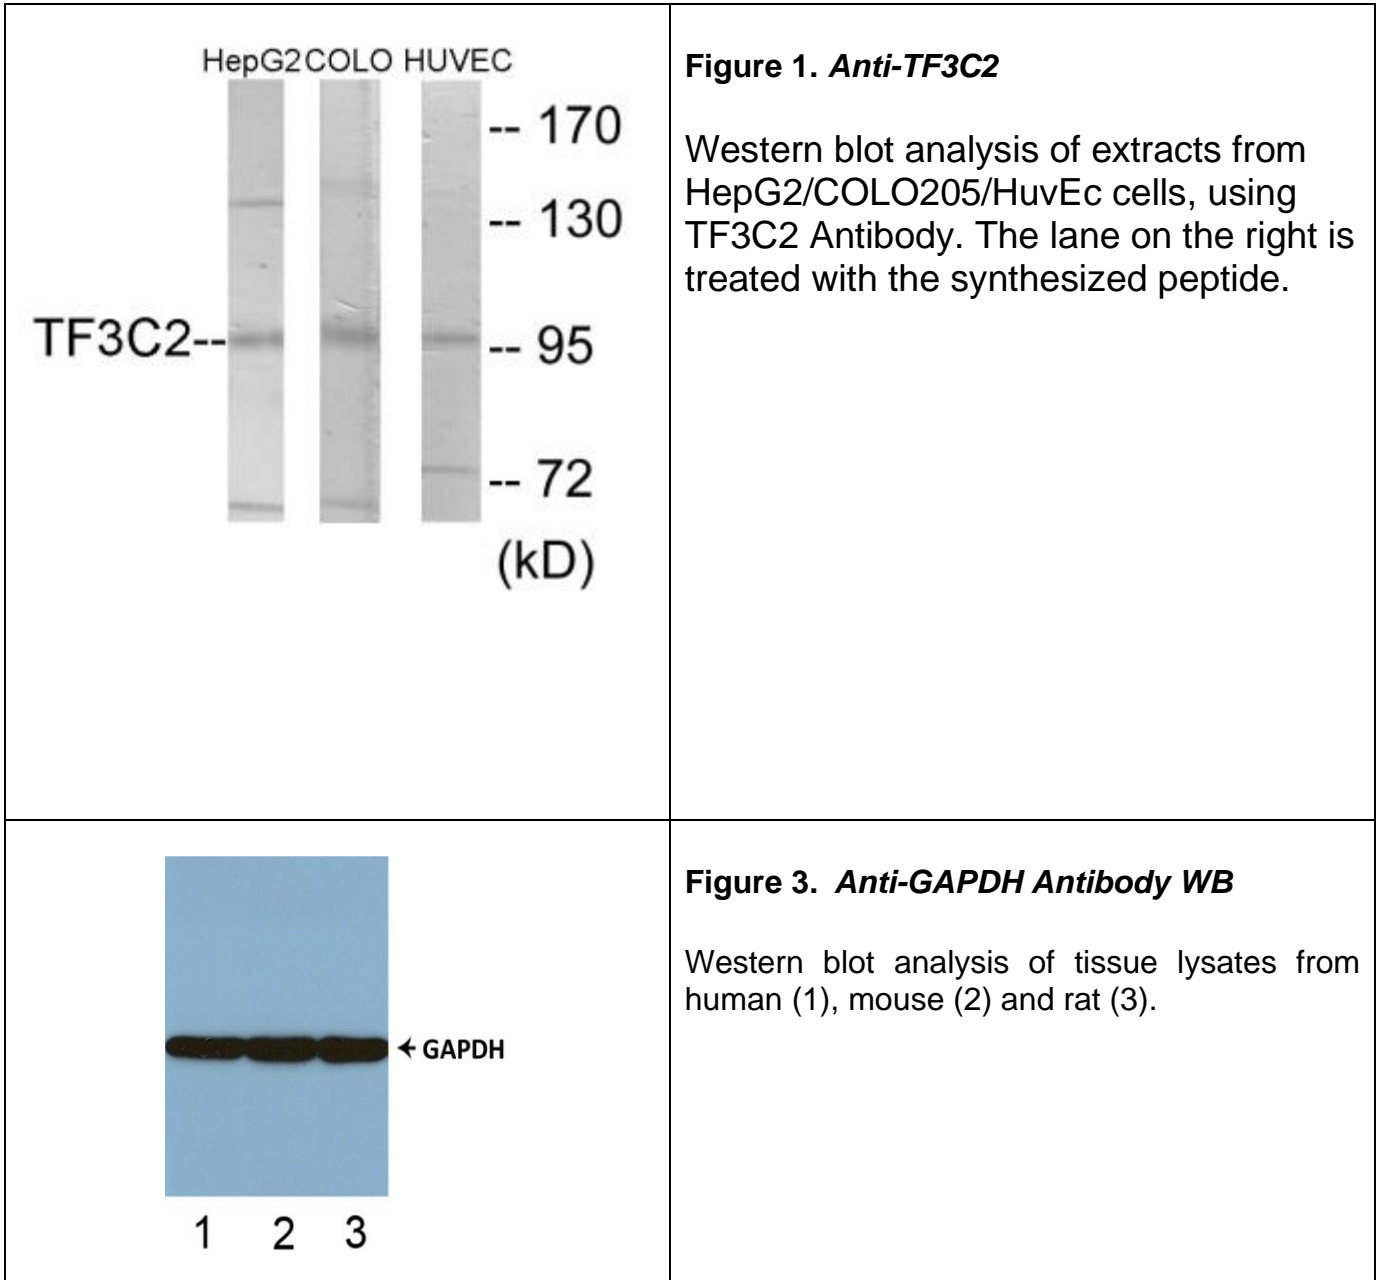 HepG2 COLO HUVEC
-- 170
-- 130
TF3C2--
-- 95
-- 72
(kD)
Figure 1. Anti-TF3C2
Western blot analysis of extracts from
HepG2/COLO205/HuvEc cells, using
TF3C2 Antibody. The lane on the right is
treated with the synthesized peptide.
GAPDH
1 2 3
Figure 3. Anti-GAPDH Antibody WB
Western blot analysis of tissue lysates from
human (1), mouse (2) and rat (3).